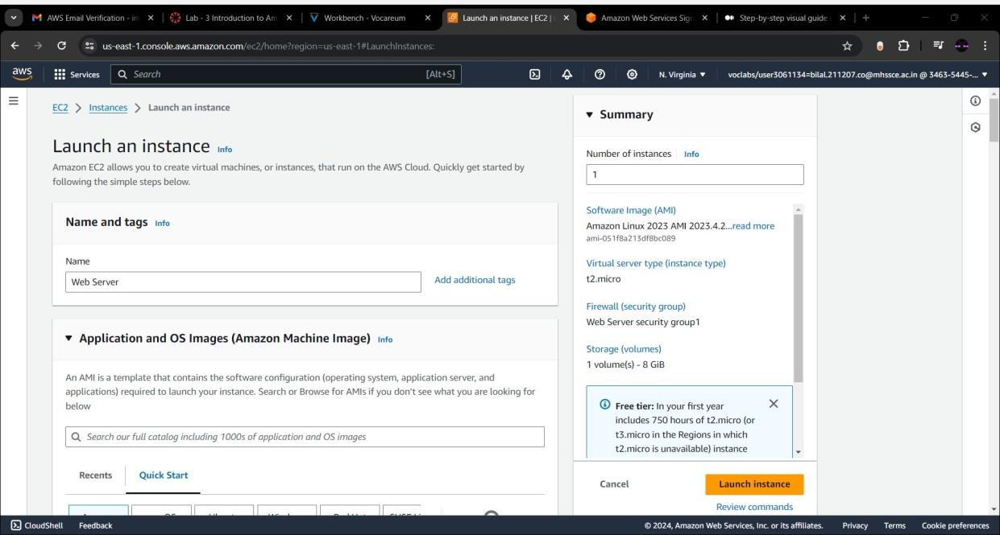 AWS Email Verification - in
Lab - 3 Introduction to Am
Workbench - Vocareum
Launch an instance | EC2 |
Amazon Web Services Sign
Step-by-step visual guide
us-east-1.console.aws.amazon.com/ec2/home?region=us-east-1#LaunchInstances:
aws
Services
Search
[Alt+S]
N. Virginia
voclabs/user3061134=bilal.211207.co@mhssce.ac.in @ 3463-5445-...
EC2 > Instances > Launch an instance
Launch an instance Info
Amazon EC2 allows you to create virtual machines, or instances, that run on the AWS Cloud. Quickly get started by
following the simple steps below.
Name and tags Info
Name
Web Server
Add additional tags
Application and OS Images (Amazon Machine Image) Info
An AMI is a template that contains the software configuration (operating system, application server, and
applications) required to launch your instance. Search or Browse for AMIs if you don't see what you are looking for
below
Search our full catalog including 1000s of application and OS images
Recents
Quick Start
Summary
Number of instances Info
1
Software Image (AMI)
Amazon Linux 2023 AMI 2023.4.2...read more
ami-051f8a213df8bc089
Virtual server type (instance type)
t2.micro
Firewall (security group)
Web Server security group1
Storage (volumes)
1 volume(s) - 8 GiB
Free tier: In your first year
includes 750 hours of t2.micro (or
t3.micro in the Regions in which
t2.micro is unavailable) instance
Cancel
Launch instance
Review commands
CloudShell
Feedback
© 2024, Amazon Web Services, Inc. or its affiliates.
Privacy
Terms
Cookie preferences